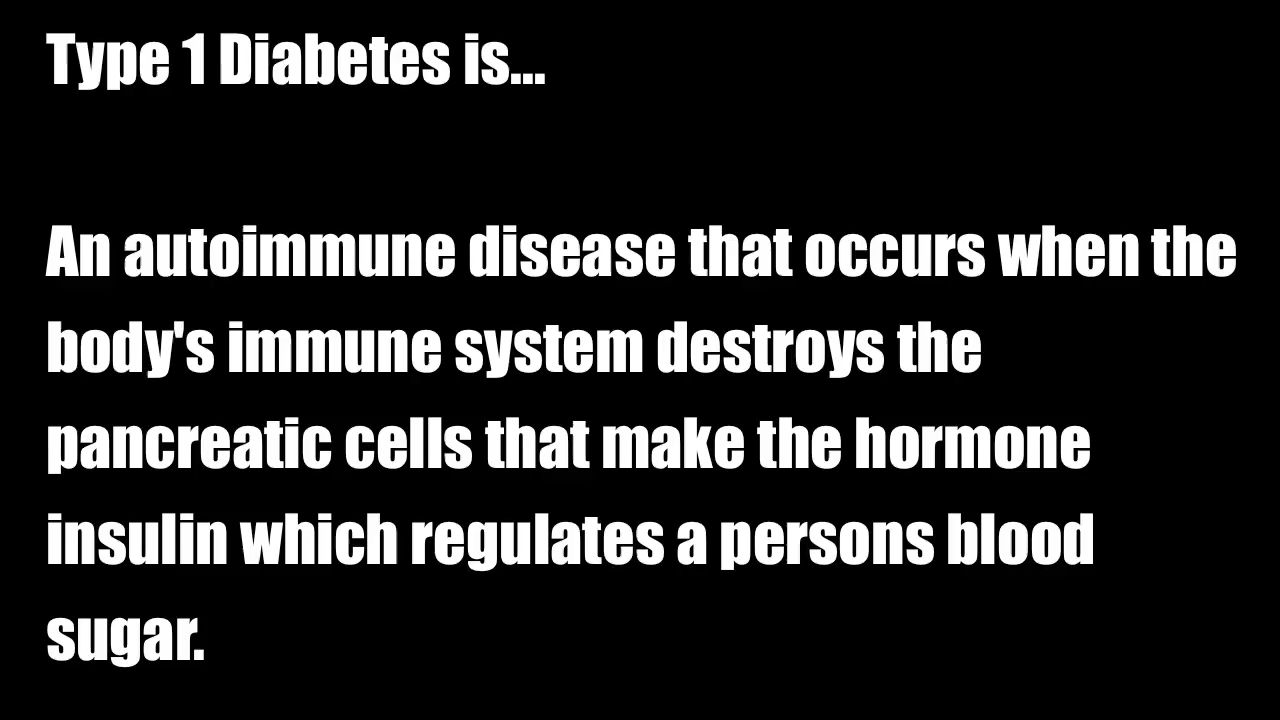 Type 1 Diabetes is...
An autoimmune disease that occurs when the
body's immune system destroys the
pancreatic cells that make the hormone
insulin which regulates a persons blood
sugar.